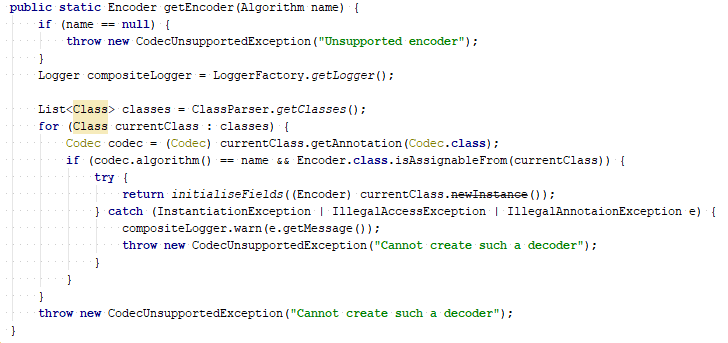 public static Encoder getEncoder(Algorithm name) {
    if (name == null) {
        throw new CodecUnsupportedException("Unsupported encoder");
    }
    Logger compositeLogger = LoggerFactory.getLogger();

    List<Class> classes = ClassParser.getClasses();
    for (Class currentClass : classes) {
        Codec codec = (Codec) currentClass.getAnnotation(Codec.class);
        if (codec.algorithm() == name && Encoder.class.isAssignableFrom(currentClass)) {
            try {
                return initialiseFields((Encoder) currentClass.newInstance());
            } catch (InstantiationException | IllegalAccessException | IllegalAnnotaionException e) {
                compositeLogger.warn(e.getMessage());
                throw new CodecUnsupportedException("Cannot create such a decoder");
            }
        }
    }
    throw new CodecUnsupportedException("Cannot create such a decoder");
}